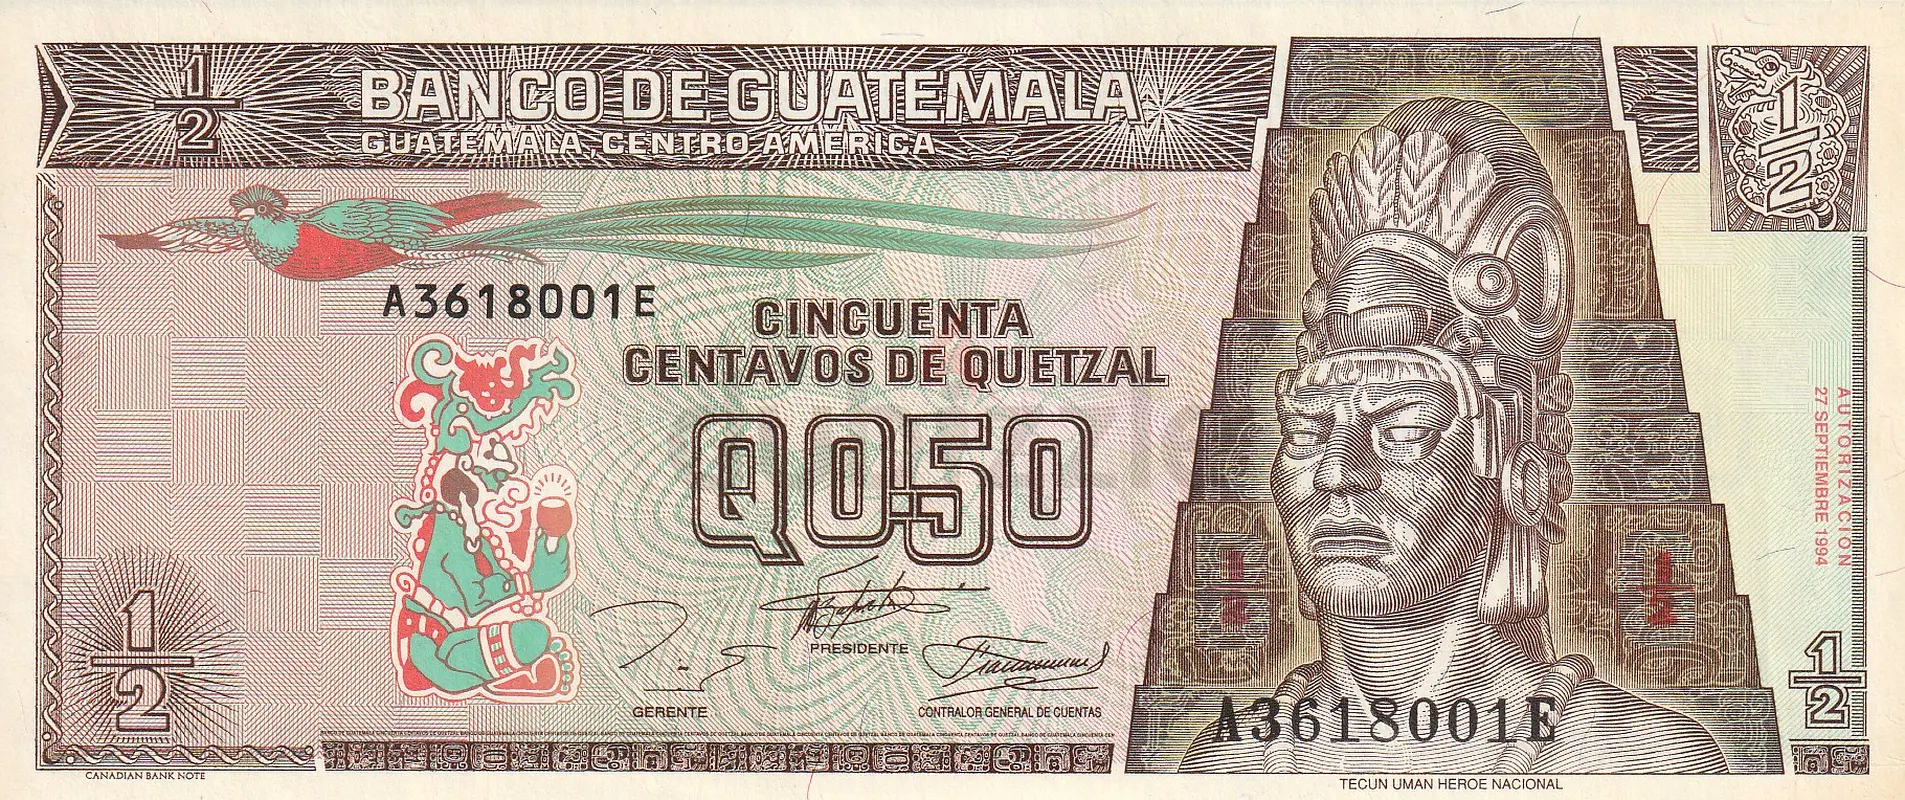 1/2
BANCO DE GUATEMALA
GUATEMALA, CENTRO AMERICA
1/2
A3618001E
CINCUENTA
CENTAVOS DE QUETZAL
Q0.50
AUTORIZACION
27 SEPTIEMBRE 1994
PRESIDENTE
GERENTE
CONTRALOR GENERAL DE CUENTAS
1/2
1/2
A3618001E
CANADIAN BANK NOTE
TECUN UMAN HEROE NACIONAL